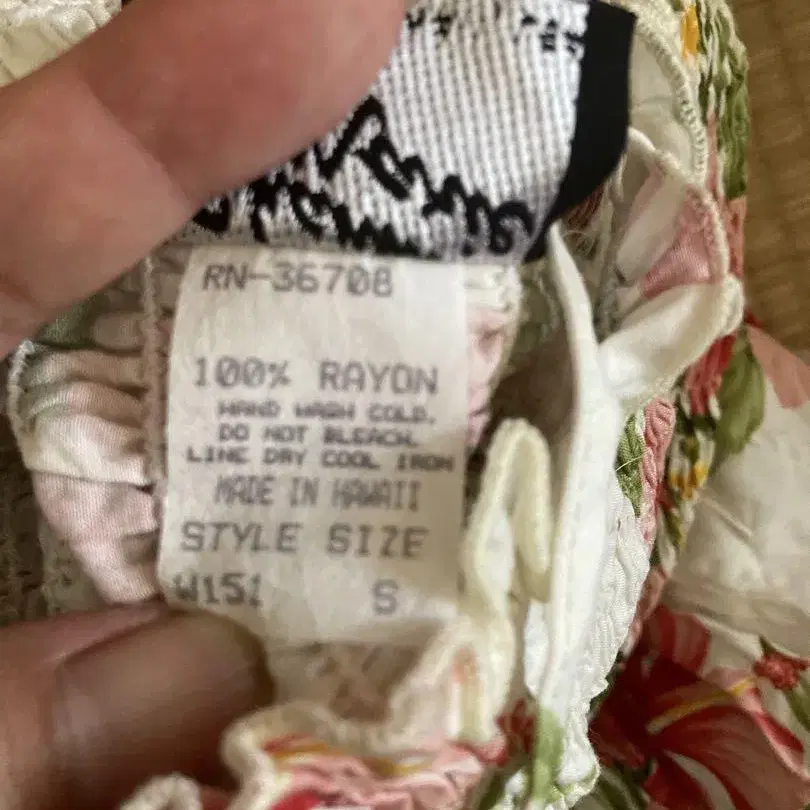 RN-36708
100% RAYON
HAND WASH COLD.
DO NOT BLEACH.
LINE DRY COOL IRON
MADE IN HAWAII
STYLE SIZE
W151 S